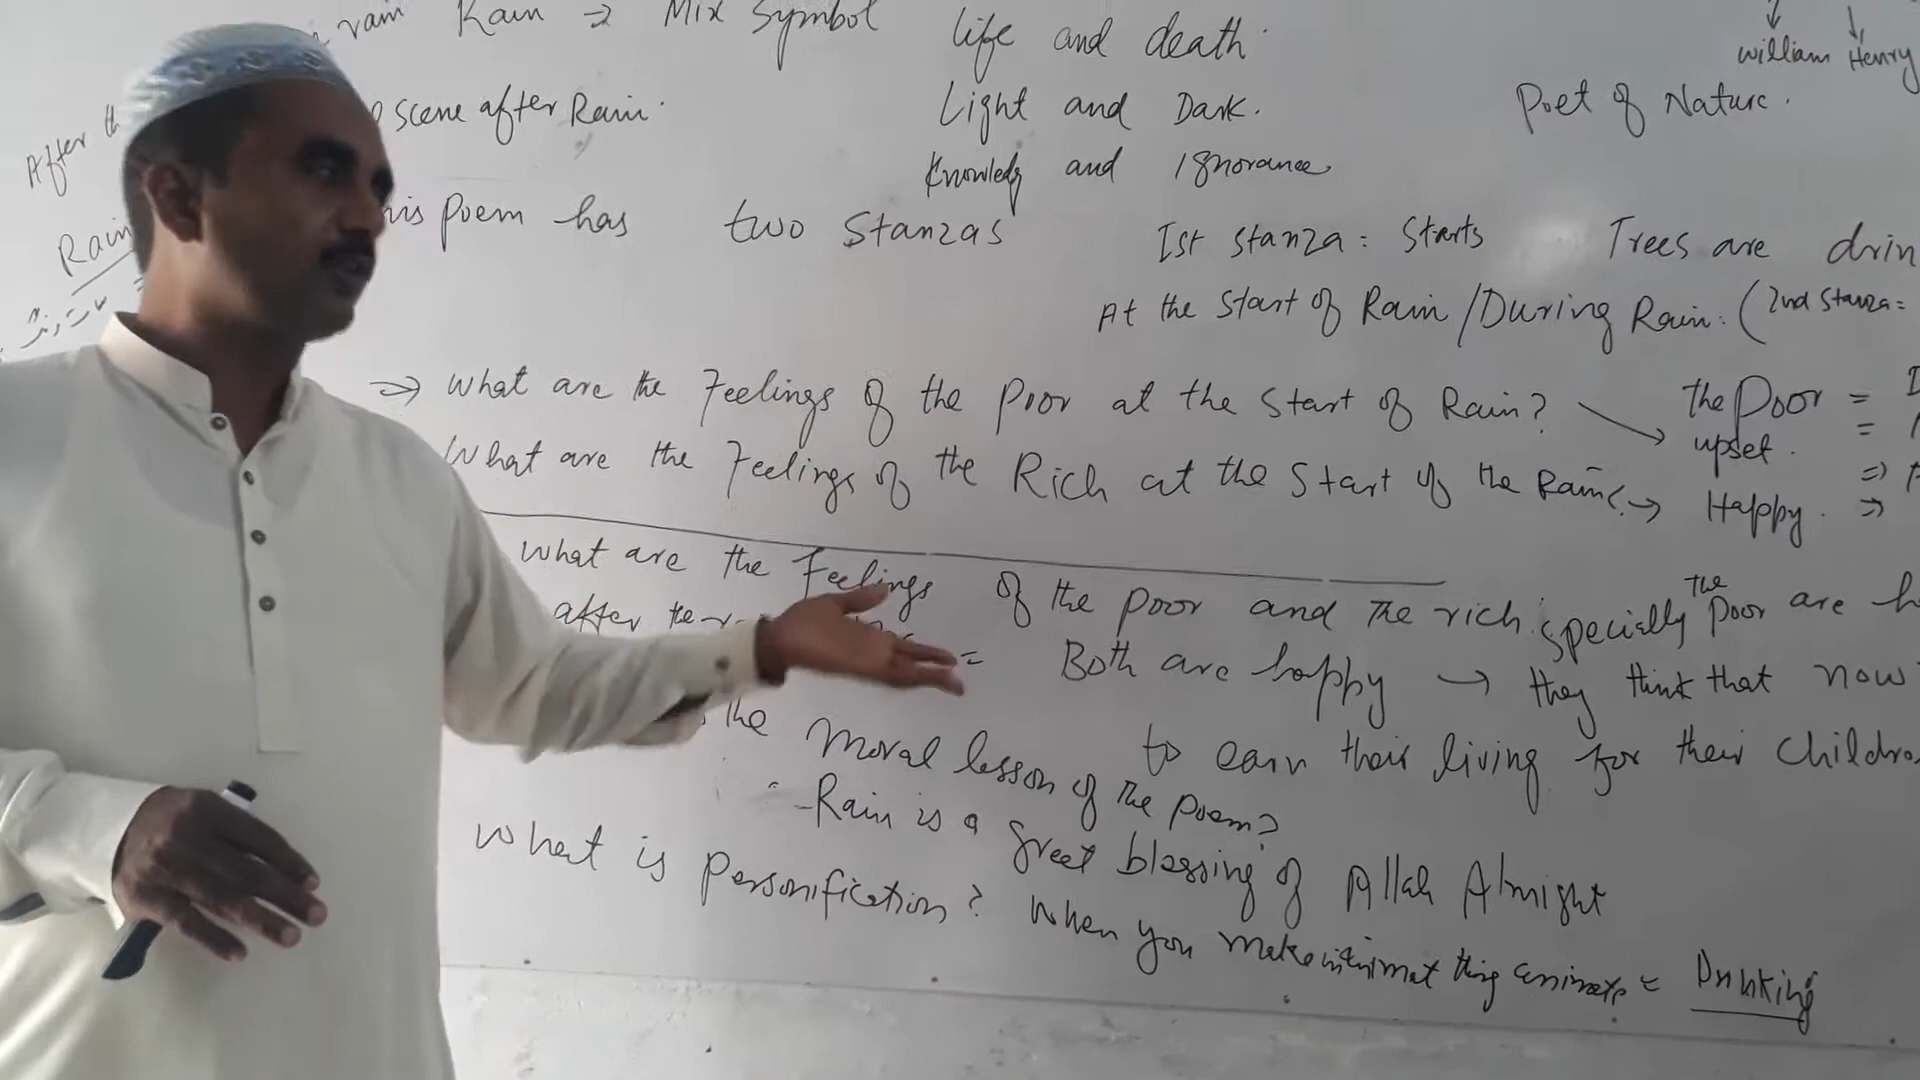 rain Rain => Mix Symbol life and death.
William Henry
After th
scene after Rain.
Light and Dark.
Poet of Nature.
Knowledg and Ignorance
Rain
his poem has two Stanzas
Ist Stanza: Starts Trees are drin
At the Start of Rain/During Rain: (2nd Stanza=
=> What are the Feelings of the Poor at the Start of Rain? → the Poor =
upset. =
What are the Feelings of the Rich at the Start of the Rain → Happy. =>
What are the Feelings of the poor and the rich. specially the poor are h
after the
= Both are happy → they think that now
to earn their living for their childre
the moral lesson of the poem?
- Rain is a great blessing of Allah Almight
What is personification? When you make inanimat thing animate = Drinking